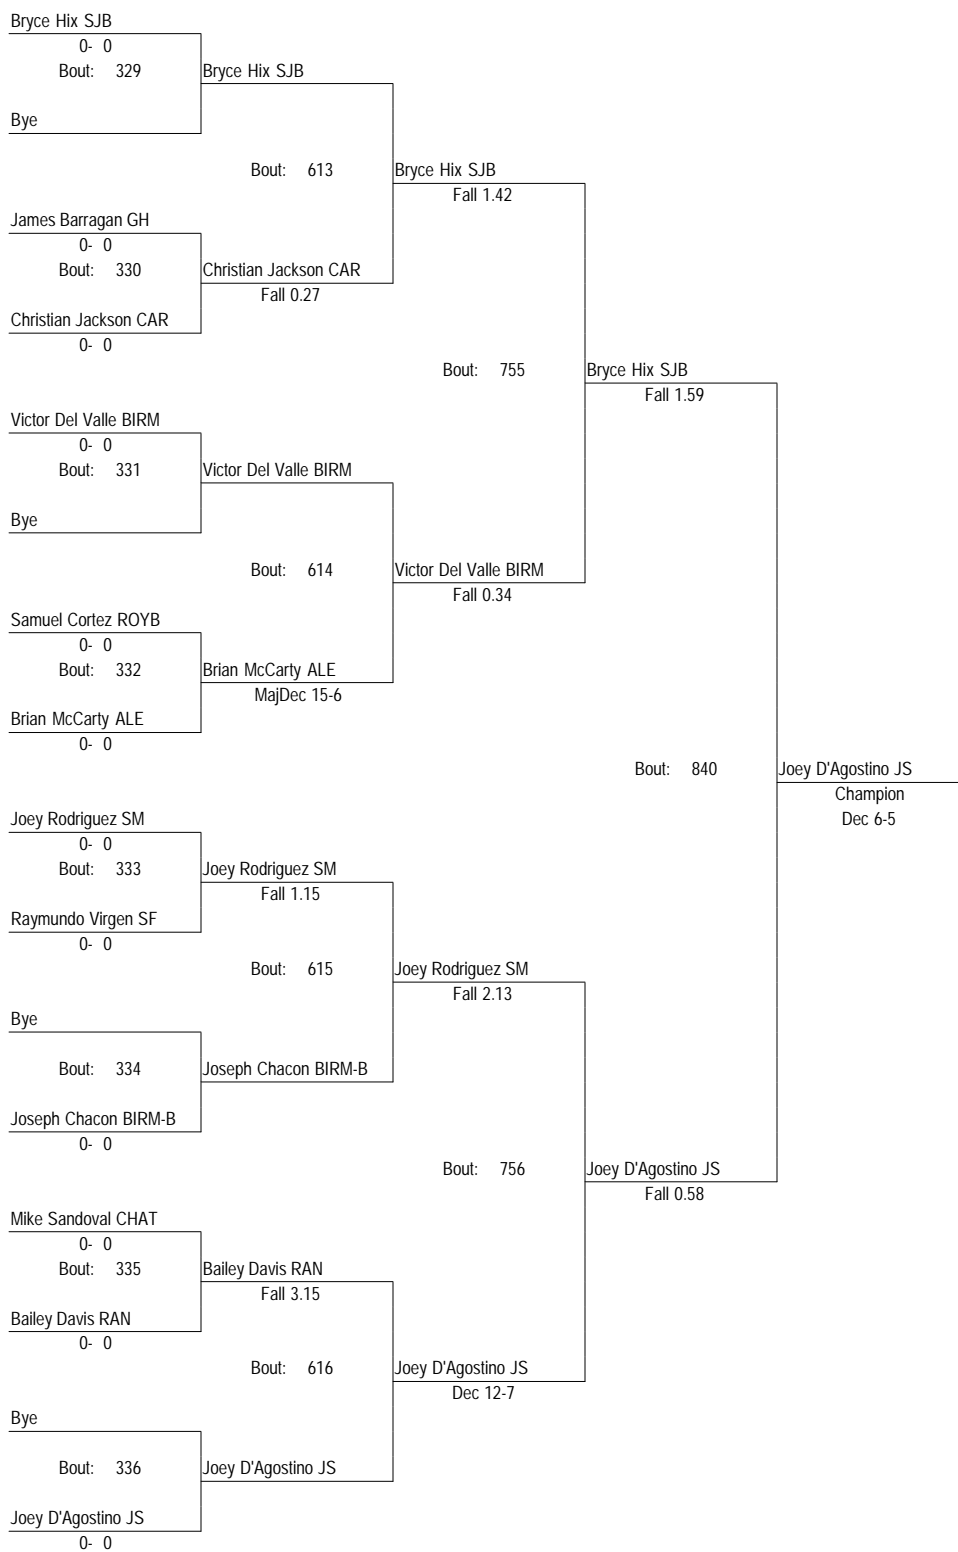 Bryce Hix SJB
0- 0
Bout: 329
Bryce Hix SJB
Bye
Bout: 613
Bryce Hix SJB
Fall 1.42
James Barragan GH
0- 0
Bout: 330
Christian Jackson CAR
Fall 0.27
Christian Jackson CAR
0- 0
Bout: 755
Bryce Hix SJB
Fall 1.59
Victor Del Valle BIRM
0- 0
Bout: 331
Victor Del Valle BIRM
Bye
Bout: 614
Victor Del Valle BIRM
Fall 0.34
Samuel Cortez ROYB
0- 0
Bout: 332
Brian McCarty ALE
MajDec 15-6
Brian McCarty ALE
0- 0
Bout: 840
Joey D'Agostino JS
Champion
Dec 6-5
Joey Rodriguez SM
0- 0
Bout: 333
Joey Rodriguez SM
Fall 1.15
Raymundo Virgen SF
0- 0
Bout: 615
Joey Rodriguez SM
Fall 2.13
Bye
Bout: 334
Joseph Chacon BIRM-B
Joseph Chacon BIRM-B
0- 0
Bout: 756
Joey D'Agostino JS
Fall 0.58
Mike Sandoval CHAT
0- 0
Bout: 335
Bailey Davis RAN
Fall 3.15
Bailey Davis RAN
0- 0
Bout: 616
Joey D'Agostino JS
Dec 12-7
Bye
Bout: 336
Joey D'Agostino JS
Joey D'Agostino JS
0- 0